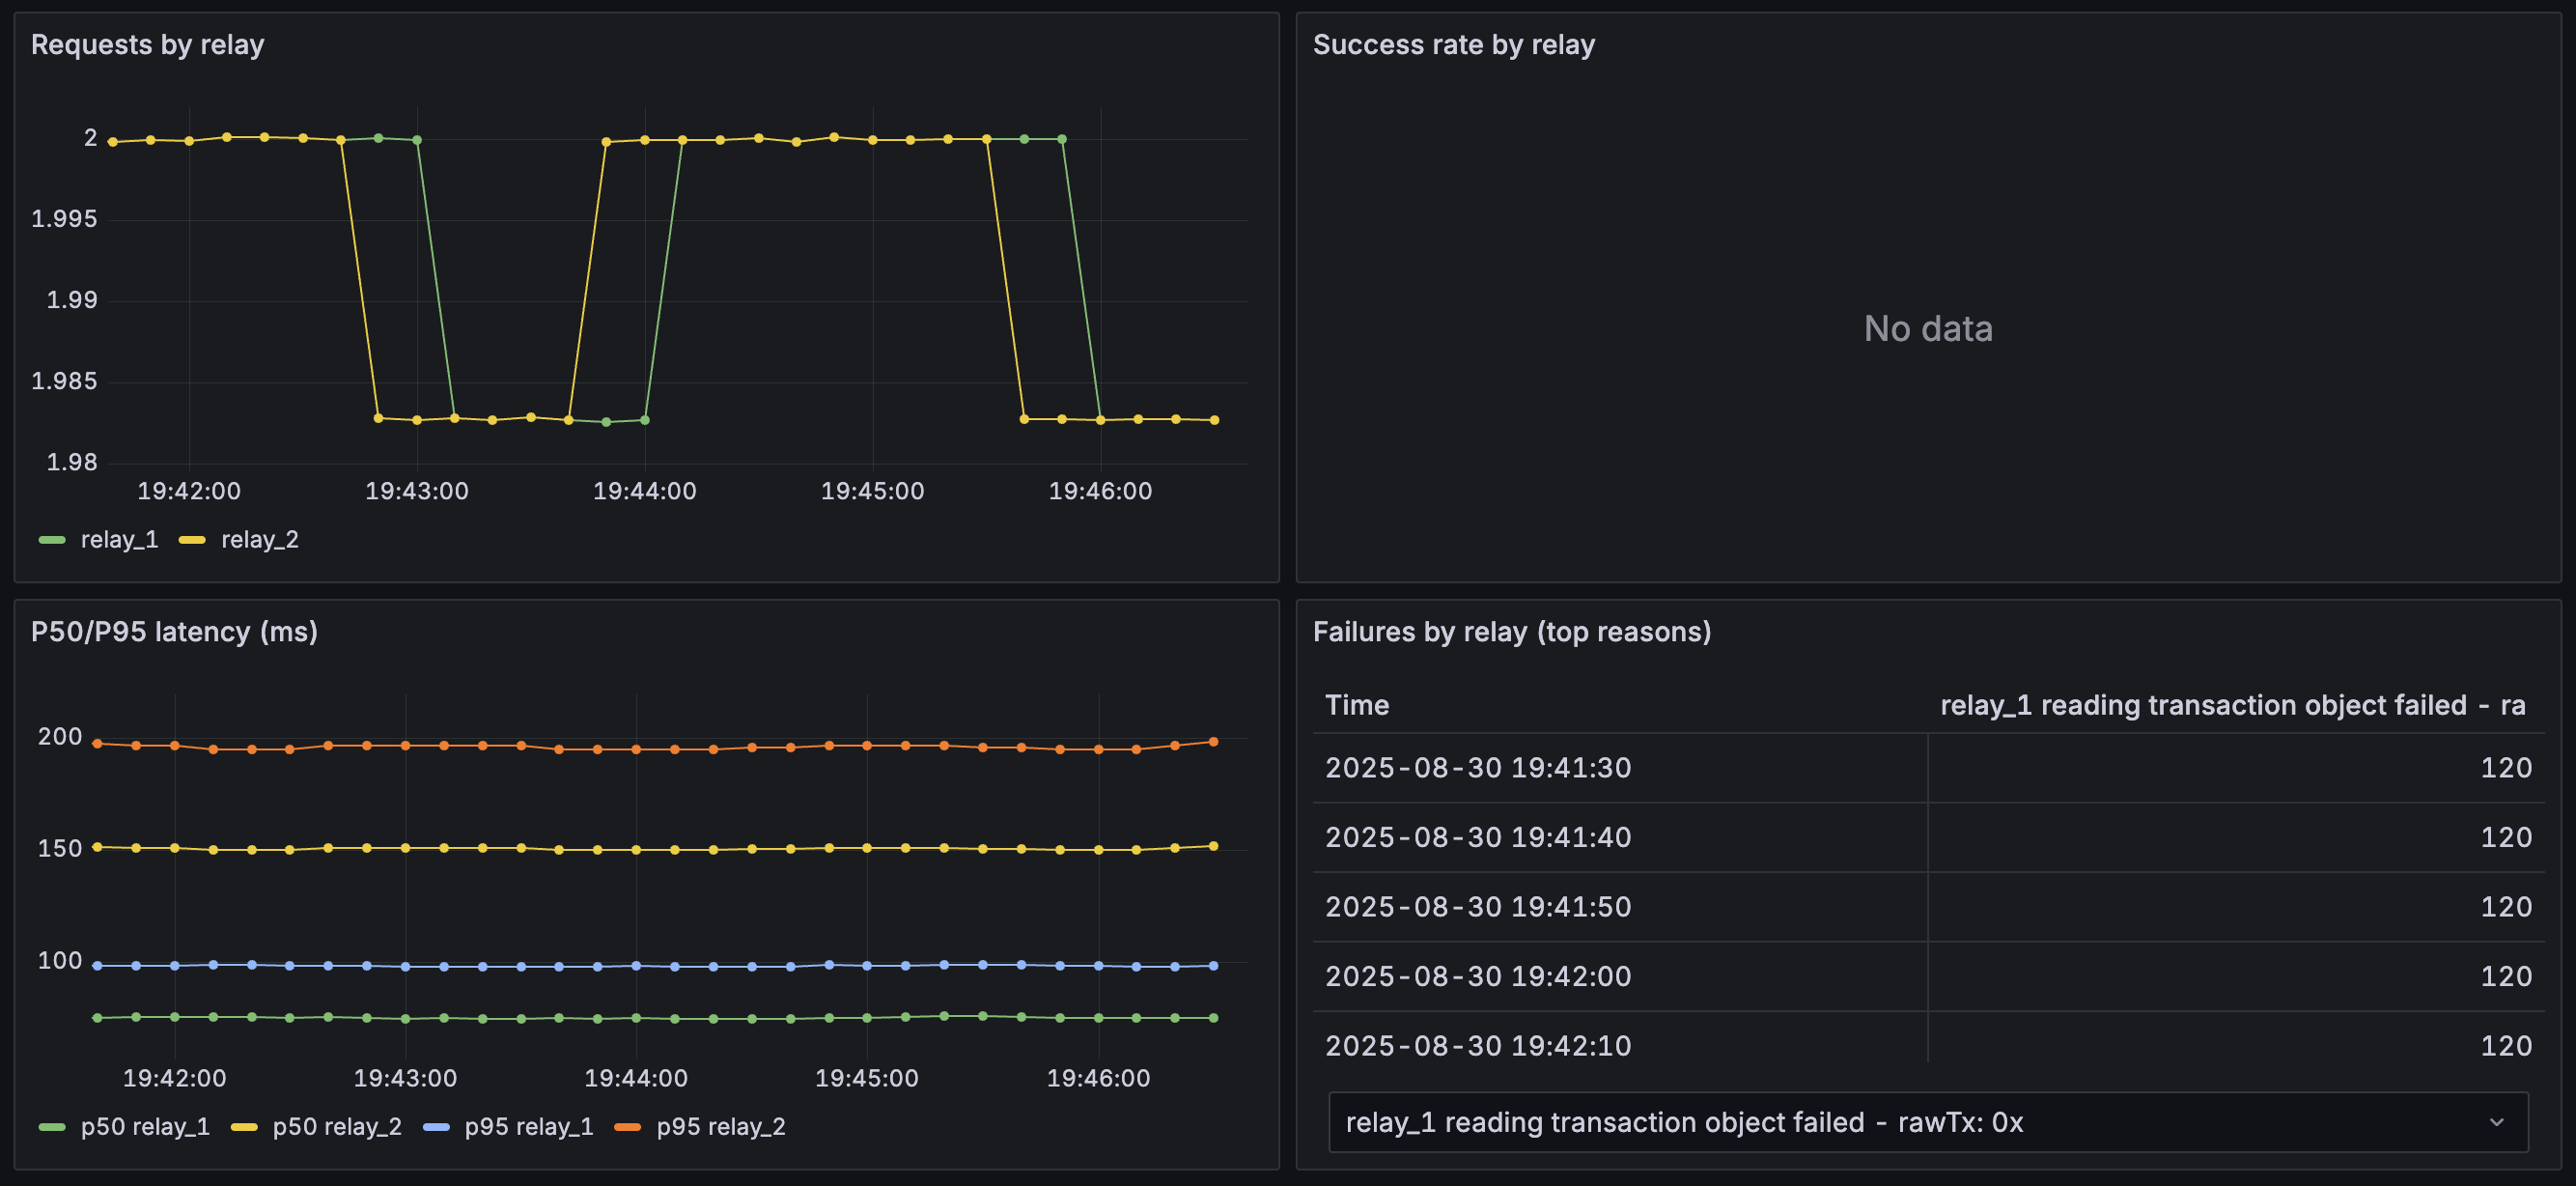 Requests by relay
2
1.995
1.99
1.985
1.98
19:42:00 19:43:00 19:44:00 19:45:00 19:46:00
relay_1 relay_2
Success rate by relay
No data
P50/P95 latency (ms)
200
150
100
19:42:00 19:43:00 19:44:00 19:45:00 19:46:00
p50 relay_1 p50 relay_2 p95 relay_1 p95 relay_2
Failures by relay (top reasons)
Time relay_1 reading transaction object failed - ra
2025-08-30 19:41:30 120
2025-08-30 19:41:40 120
2025-08-30 19:41:50 120
2025-08-30 19:42:00 120
2025-08-30 19:42:10 120
relay_1 reading transaction object failed - rawTx: 0x